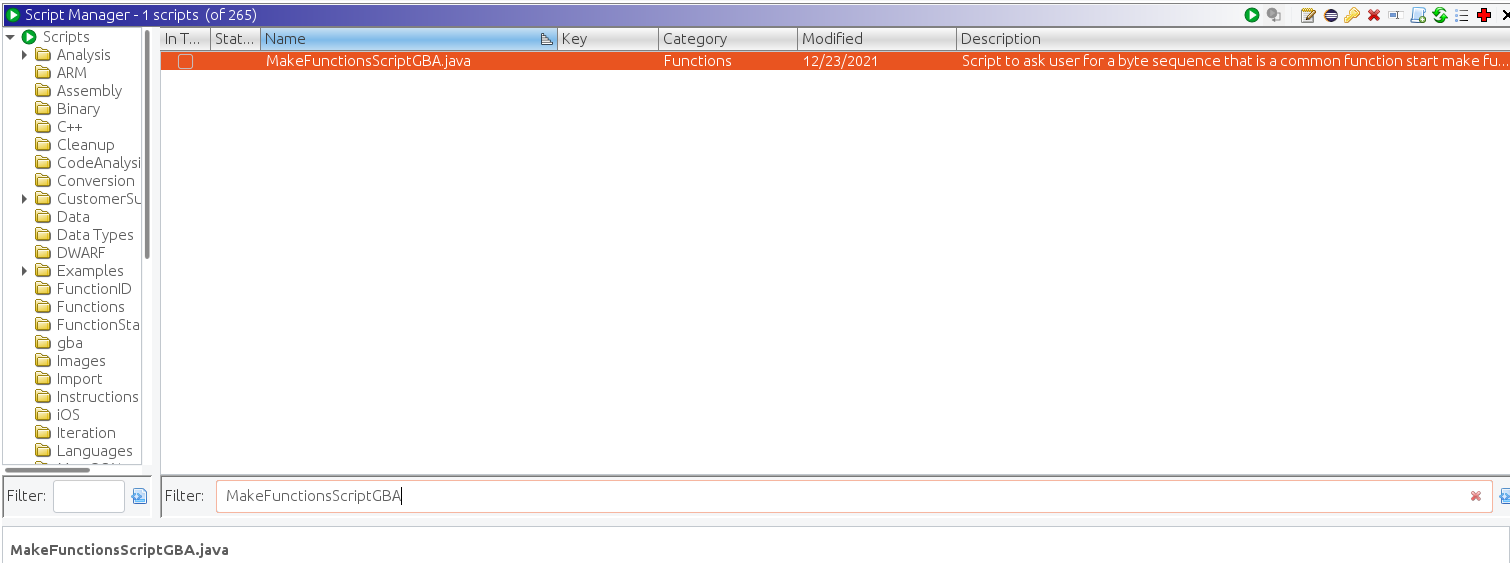 Script Manager - 1 scripts (of 265)
Scripts
Analysis
ARM
Assembly
Binary
C++
Cleanup
CodeAnalysi
Conversion
CustomerSu
Data
Data Types
DWARF
Examples
FunctionID
Functions
FunctionSta
gba
Images
Import
Instructions
iOS
Iteration
Languages
Filter:
In T... Stat... Name Key Category Modified Description
MakeFunctionsScriptGBA.java Functions 12/23/2021 Script to ask user for a byte sequence that is a common function start make fu...
Filter: MakeFunctionsScriptGBA
MakeFunctionsScriptGBA.java